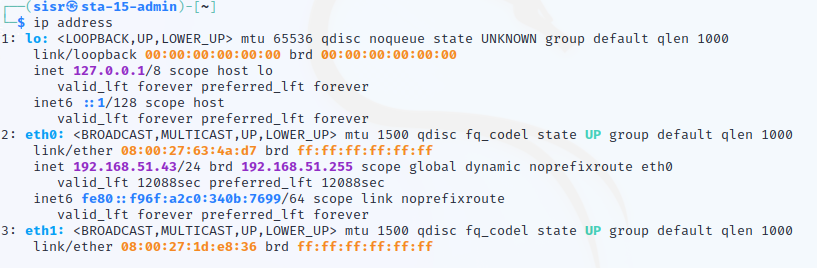 ┌──(sisr㉿sta-15-admin)-[~]
└─$ ip address
1: lo: <LOOPBACK,UP,LOWER_UP> mtu 65536 qdisc noqueue state UNKNOWN group default qlen 1000
    link/loopback 00:00:00:00:00:00 brd 00:00:00:00:00:00
    inet 127.0.0.1/8 scope host lo
       valid_lft forever preferred_lft forever
    inet6 ::1/128 scope host
       valid_lft forever preferred_lft forever
2: eth0: <BROADCAST,MULTICAST,UP,LOWER_UP> mtu 1500 qdisc fq_codel state UP group default qlen 1000
    link/ether 08:00:27:63:4a:d7 brd ff:ff:ff:ff:ff:ff
    inet 192.168.51.43/24 brd 192.168.51.255 scope global dynamic noprefixroute eth0
       valid_lft 12088sec preferred_lft 12088sec
    inet6 fe80::f96f:a2c0:340b:7699/64 scope link noprefixroute
       valid_lft forever preferred_lft forever
3: eth1: <BROADCAST,MULTICAST,UP,LOWER_UP> mtu 1500 qdisc fq_codel state UP group default qlen 1000
    link/ether 08:00:27:1d:e8:36 brd ff:ff:ff:ff:ff:ff